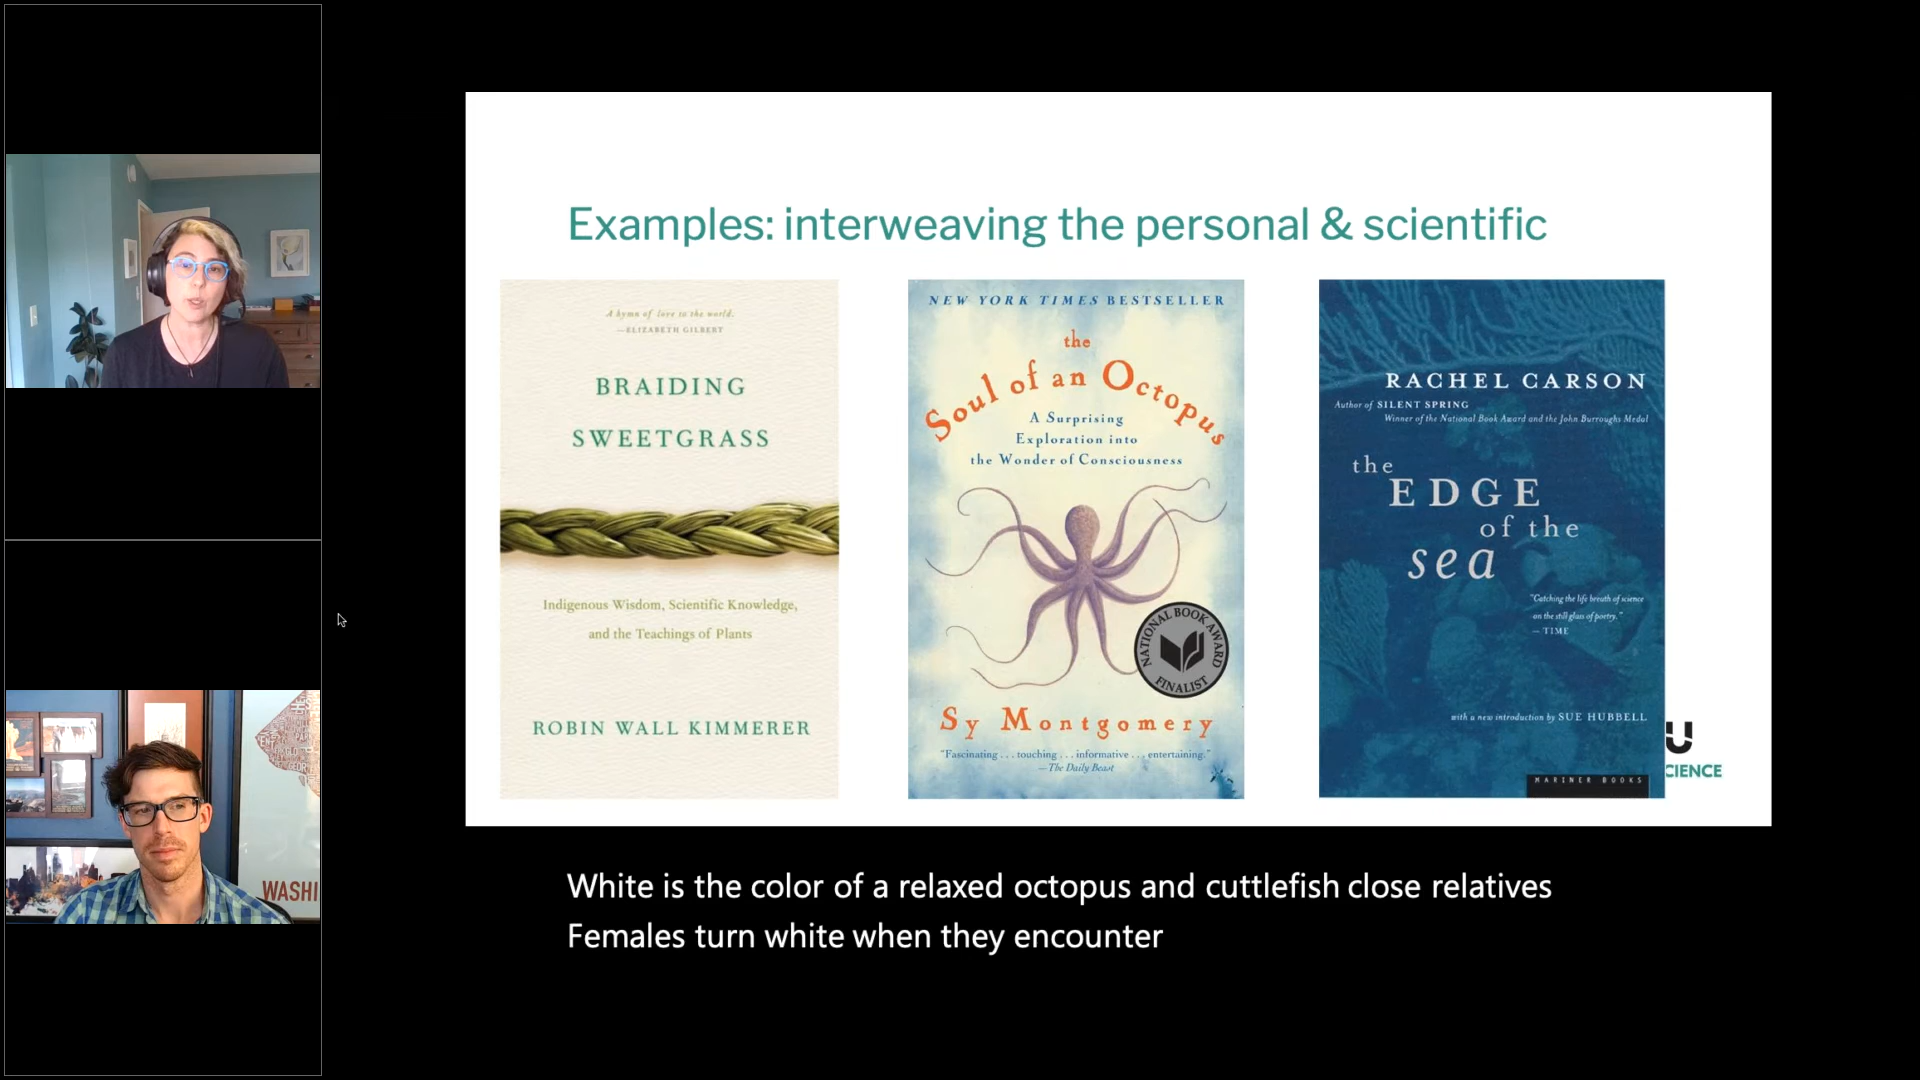 Examples: interweaving the personal & scientific
A hymn of love to the world.
—ELIZABETH GILBERT
BRAIDING
SWEETGRASS
Indigenous Wisdom, Scientific Knowledge,
and the Teachings of Plants
ROBIN WALL KIMMERER
NEW YORK TIMES BESTSELLER
the
Soul of an Octopus
A Surprising
Exploration into
the Wonder of Consciousness
NATIONAL BOOK AWARD
FINALIST
Sy Montgomery
"Fascinating . . . touching . . . informative . . . entertaining."
—The Daily Beast
RACHEL CARSON
Author of SILENT SPRING
Winner of the National Book Award and the John Burroughs Medal
the
EDGE
of the
sea
"Catching the life breath of science
on the still glass of poetry."
— TIME
with a new introduction by SUE HUBBELL
MARINER BOOKS
U
CIENCE
WASHI
White is the color of a relaxed octopus and cuttlefish close relatives
Females turn white when they encounter